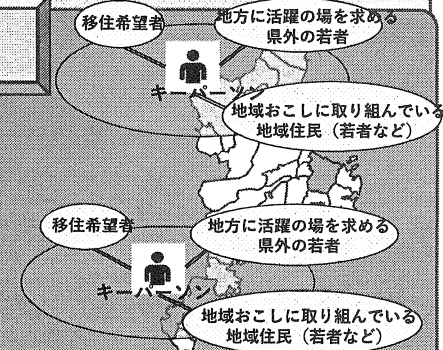 移住希望者
地方に活躍の場を求める
県外の若者
キーパーソン
地域おこしに取り組んでいる
地域住民（若者など）
移住希望者
地方に活躍の場を求める
県外の若者
キーパーソン
地域おこしに取り組んでいる
地域住民（若者など）